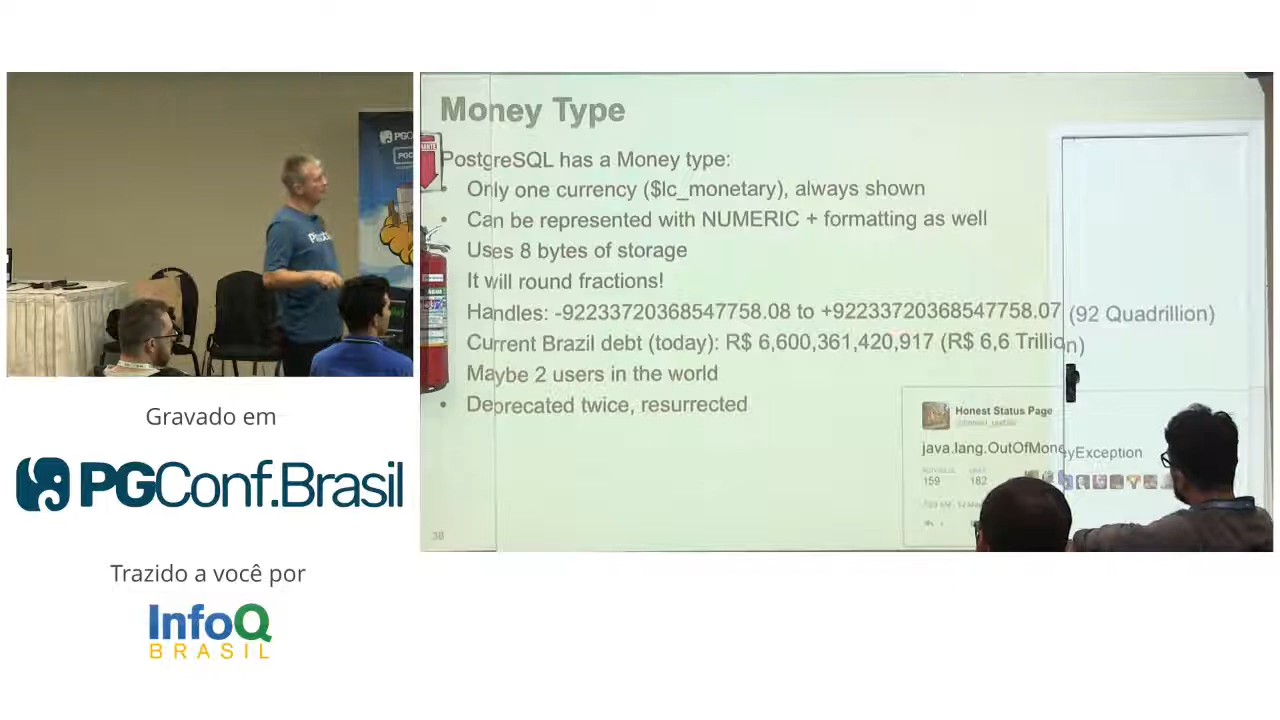 PGCo
PGC
Gravado em
PGConf.Brasil
Trazido a você por
InfoQ
BRASIL
Money Type
PostgreSQL has a Money type:
• Only one currency ($lc_monetary), always shown
• Can be represented with NUMERIC + formatting as well
Uses 8 bytes of storage
It will round fractions!
Handles: -92233720368547758.08 to +92233720368547758.07 (92 Quadrillion)
Current Brazil debt (today): R$ 6,600,361,420,917 (R$ 6,6 Trillion)
Maybe 2 users in the world
• Deprecated twice, resurrected
Honest Status Page
java.lang.OutOfMoneyException
159 182
38